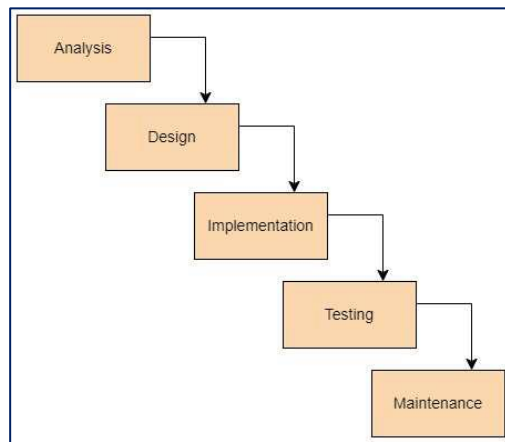 Analysis
Design
Implementation
Testing
Maintenance